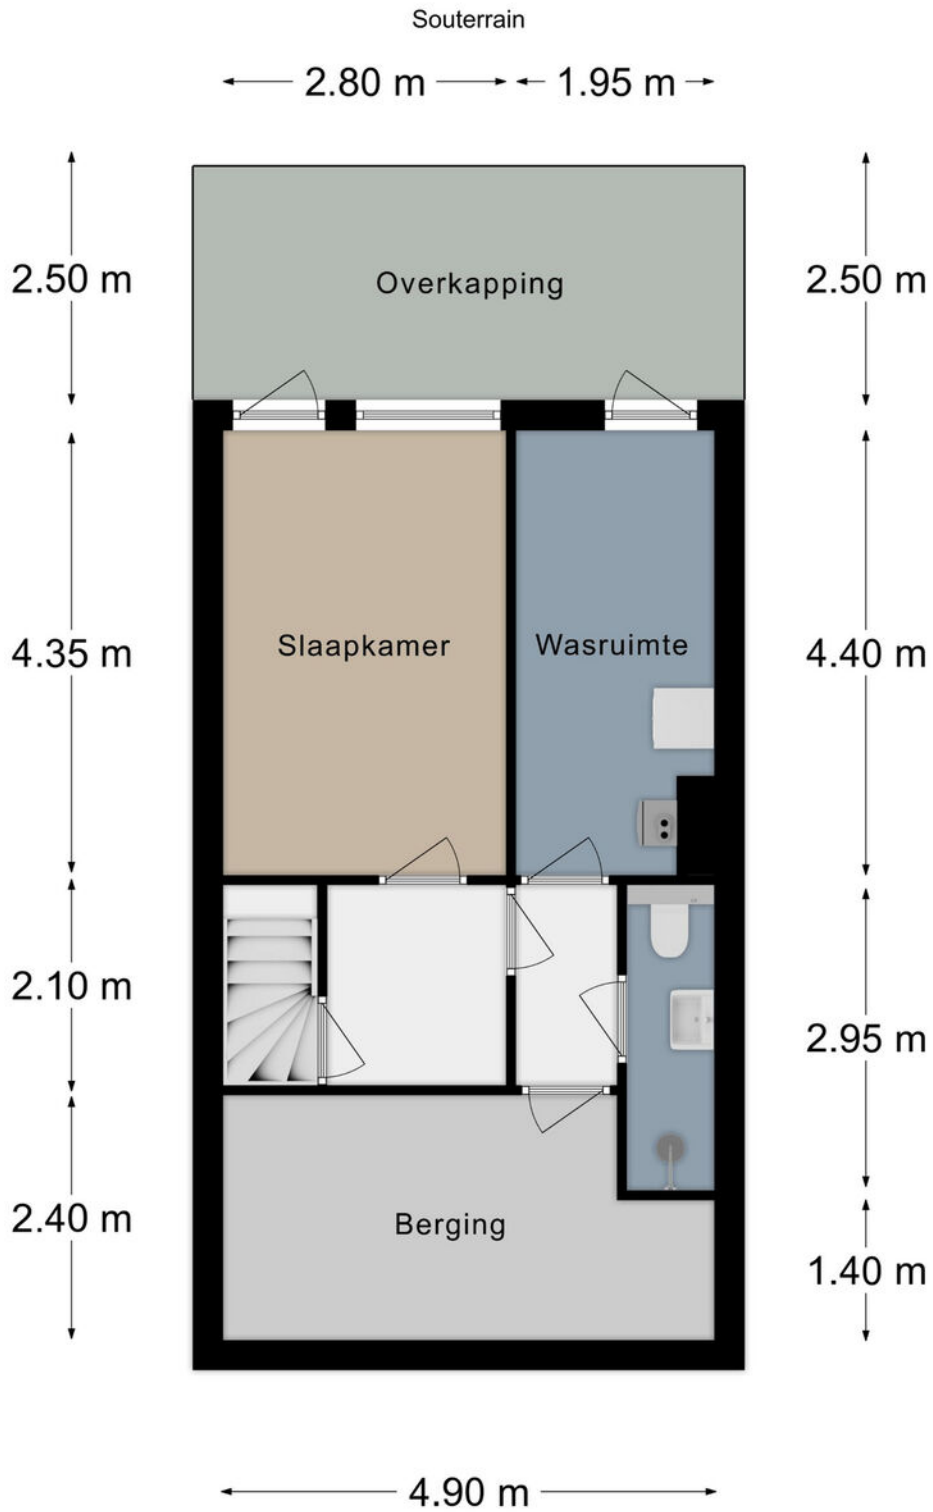 Souterrain
2.80 m
1.95 m
2.50 m
Overkapping
2.50 m
4.35 m
Slaapkamer
Wasruimte
4.40 m
2.10 m
2.95 m
2.40 m
Berging
1.40 m
4.90 m